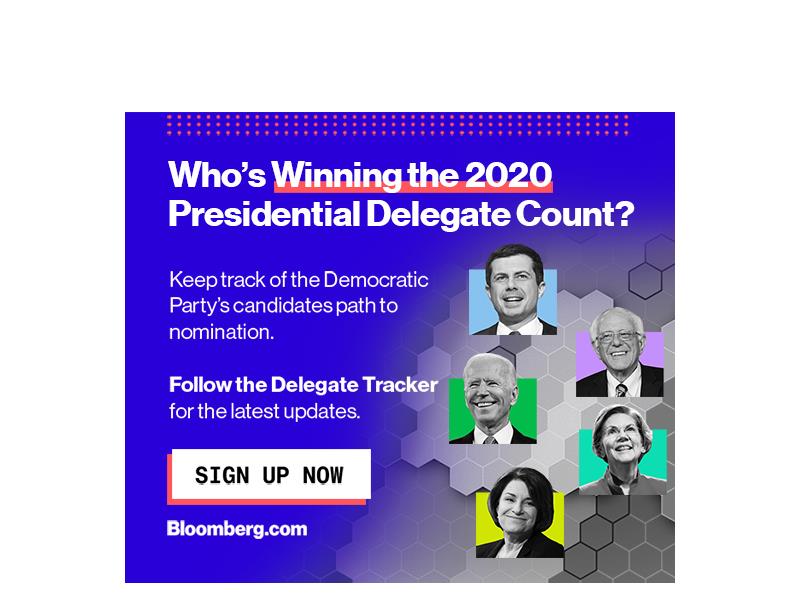 Who's Winning the 2020
Presidential Delegate Count?
Keep track of the Democratic
Party's candidates path to
nomination.
Follow the Delegate Tracker
for the latest updates.
SIGN UP NOW
Bloomberg.com